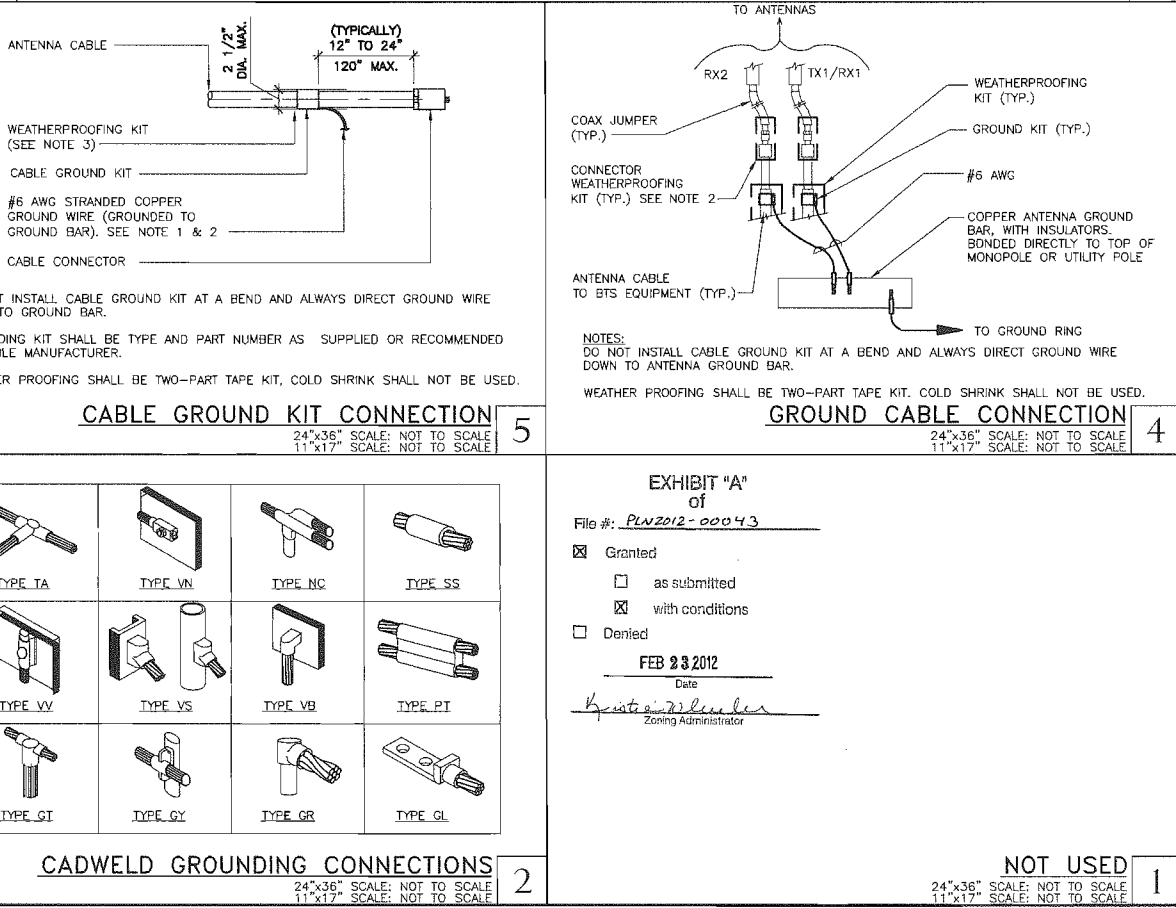 ANTENNA CABLE
2 1/2"
DIA. MAX.
(TYPICALLY)
12" TO 24"
120" MAX.
WEATHERPROOFING KIT
(SEE NOTE 3)
CABLE GROUND KIT
#6 AWG STRANDED COPPER
GROUND WIRE (GROUNDED TO
GROUND BAR). SEE NOTE 1 & 2
CABLE CONNECTOR
T INSTALL CABLE GROUND KIT AT A BEND AND ALWAYS DIRECT GROUND WIRE
TO GROUND BAR.
DING KIT SHALL BE TYPE AND PART NUMBER AS SUPPLIED OR RECOMMENDED
LE MANUFACTURER.
ER PROOFING SHALL BE TWO-PART TAPE KIT, COLD SHRINK SHALL NOT BE USED.
CABLE GROUND KIT CONNECTION
24"x36" SCALE: NOT TO SCALE
11"x17" SCALE: NOT TO SCALE
5
TO ANTENNAS
RX2
TX1/RX1
WEATHERPROOFING
KIT (TYP.)
COAX JUMPER
(TYP.)
GROUND KIT (TYP.)
CONNECTOR
WEATHERPROOFING
KIT (TYP.) SEE NOTE 2
#6 AWG
COPPER ANTENNA GROUND
BAR, WITH INSULATORS.
BONDED DIRECTLY TO TOP OF
MONOPOLE OR UTILITY POLE
ANTENNA CABLE
TO BTS EQUIPMENT (TYP.)
TO GROUND RING
NOTES:
DO NOT INSTALL CABLE GROUND KIT AT A BEND AND ALWAYS DIRECT GROUND WIRE
DOWN TO ANTENNA GROUND BAR.
WEATHER PROOFING SHALL BE TWO-PART TAPE KIT. COLD SHRINK SHALL NOT BE USED.
GROUND CABLE CONNECTION
24"x36" SCALE: NOT TO SCALE
11"x17" SCALE: NOT TO SCALE
4
TYPE TA
TYPE VN
TYPE NC
TYPE SS
TYPE VV
TYPE VS
TYPE VB
TYPE PT
TYPE GT
TYPE GY
TYPE GR
TYPE GL
CADWELD GROUNDING CONNECTIONS
24"x36" SCALE: NOT TO SCALE
11"x17" SCALE: NOT TO SCALE
2
EXHIBIT "A"
of
File #: PLN2012-00043
Granted
as submitted
with conditions
Denied
FEB 23 2012
Date
Zoning Administrator
NOT USED
24"x36" SCALE: NOT TO SCALE
11"x17" SCALE: NOT TO SCALE
1